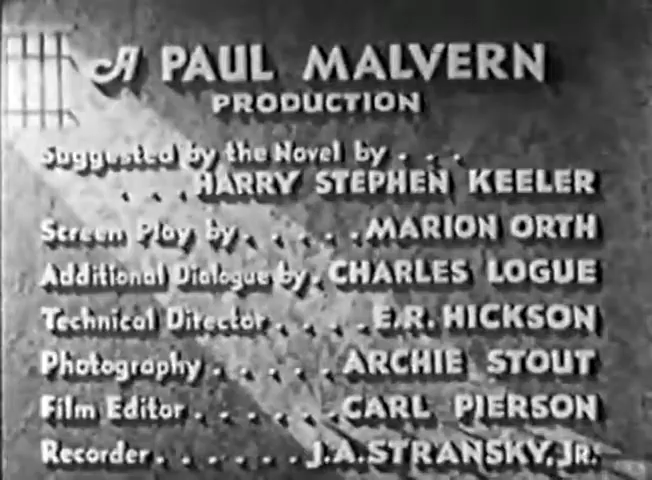 A PAUL MALVERN
PRODUCTION
Suggested by the Novel by . . .
. . . HARRY STEPHEN KEELER
Screen Play by . . . . . MARION ORTH
Additional Dialogue by . CHARLES LOGUE
Technical Director . . . . E.R. HICKSON
Photography . . . . . ARCHIE STOUT
Film Editor . . . . . . CARL PIERSON
Recorder . . . . . . J.A. STRANSKY, JR.